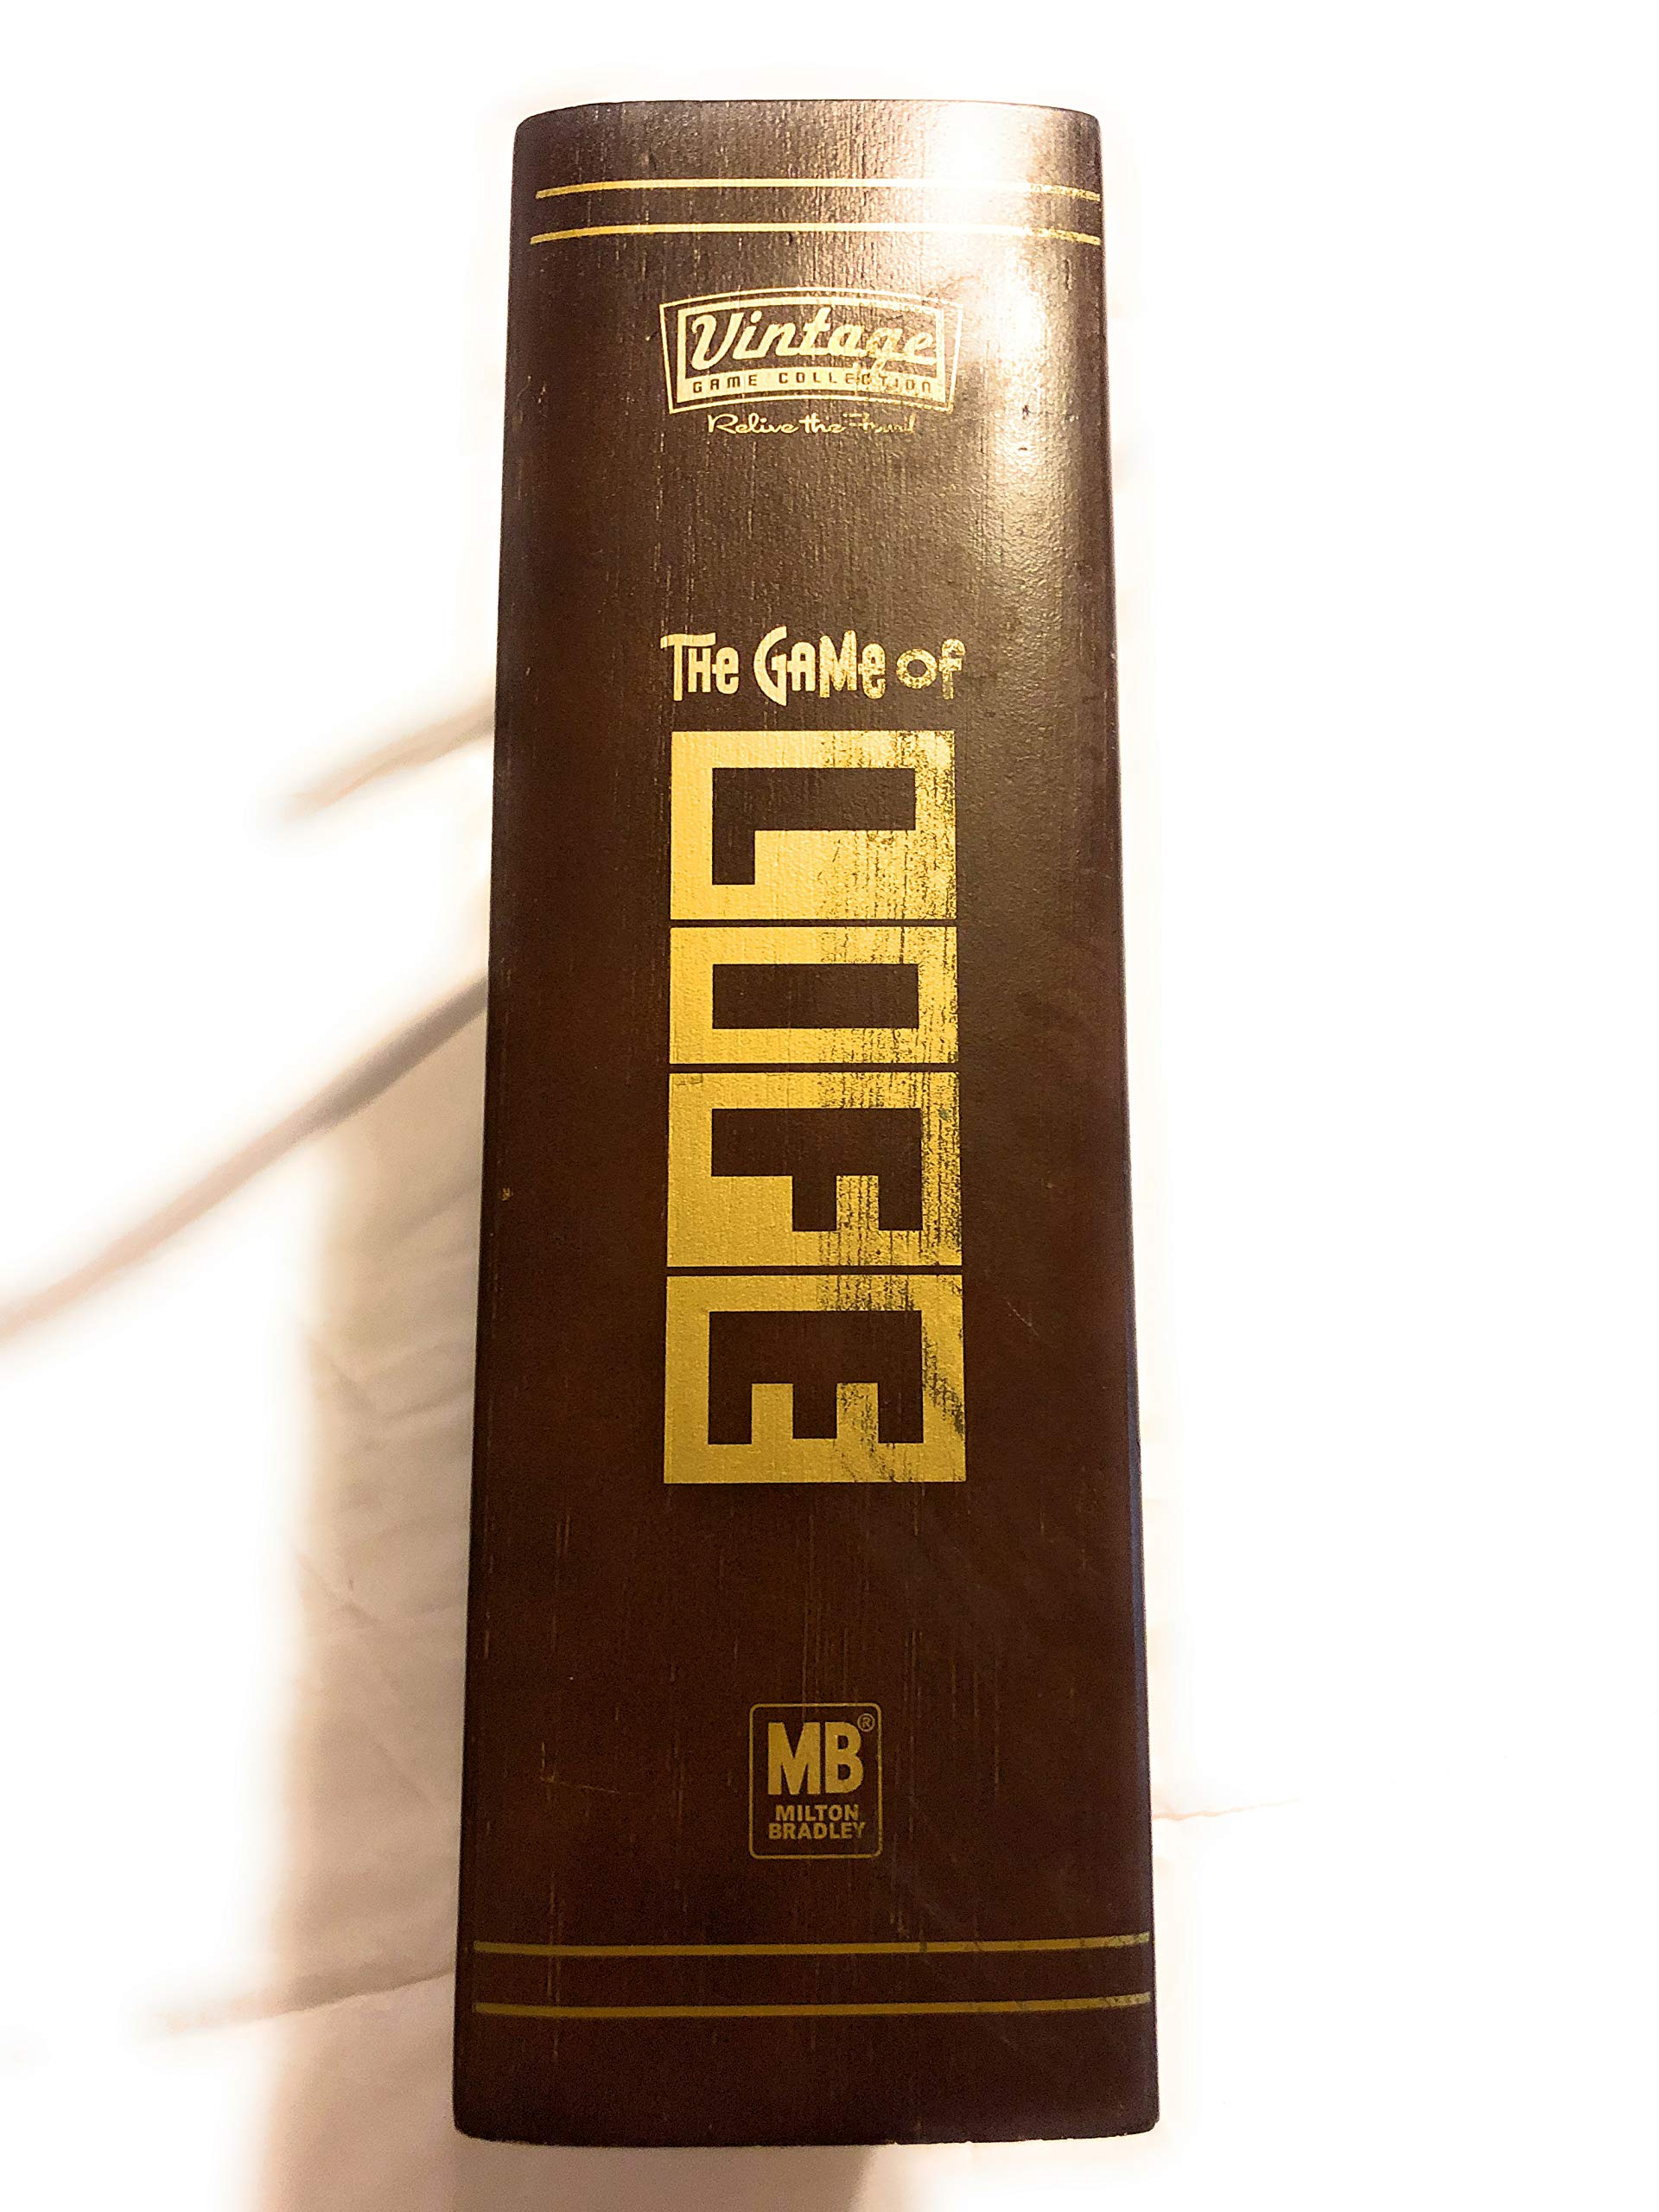 Vintage
GAME COLLECTION
Relive the Fun!
THe GAMe of
LIFE
MB®
MILTON
BRADLEY